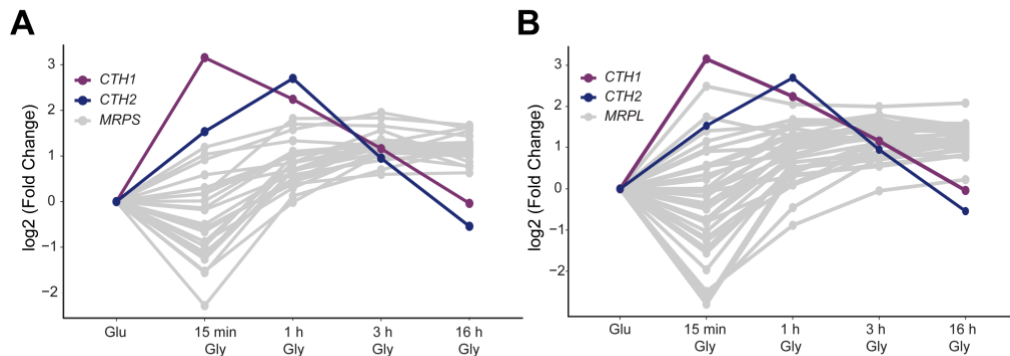 A
log2 (Fold Change)
3
2
1
0
−1
−2
CTH1
CTH2
MRPS
Glu
15 min
Gly
1 h
Gly
3 h
Gly
16 h
Gly
B
log2 (Fold Change)
3
2
1
0
−1
−2
CTH1
CTH2
MRPL
Glu
15 min
Gly
1 h
Gly
3 h
Gly
16 h
Gly